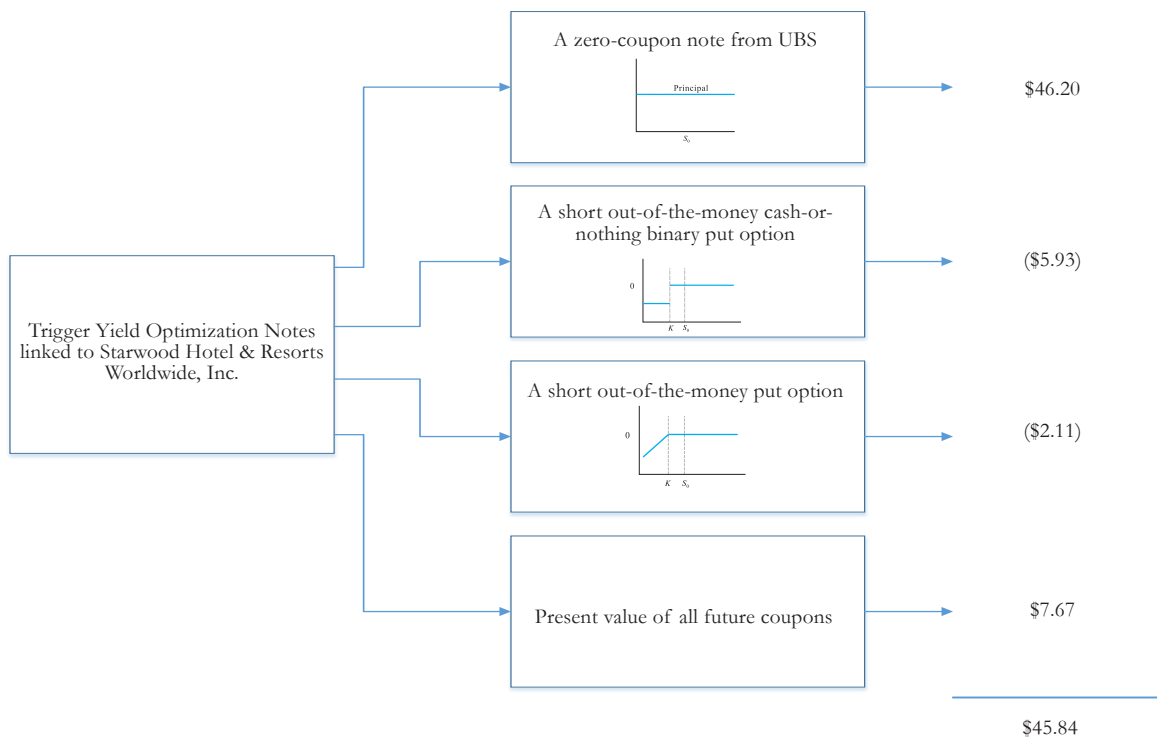 Trigger Yield Optimization Notes
linked to Starwood Hotel & Resorts
Worldwide, Inc.
A zero-coupon note from UBS
Principal
S₀
$46.20
A short out-of-the-money cash-or-
nothing binary put option
0
K S₀
($5.93)
A short out-of-the-money put option
0
K S₀
($2.11)
Present value of all future coupons
$7.67
$45.84